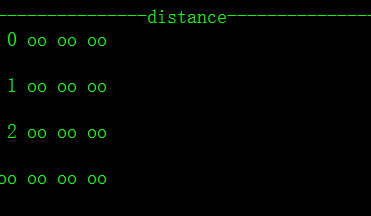 -----------------distance-----------------
0 oo oo oo
1 oo oo oo
2 oo oo oo
oo oo oo oo